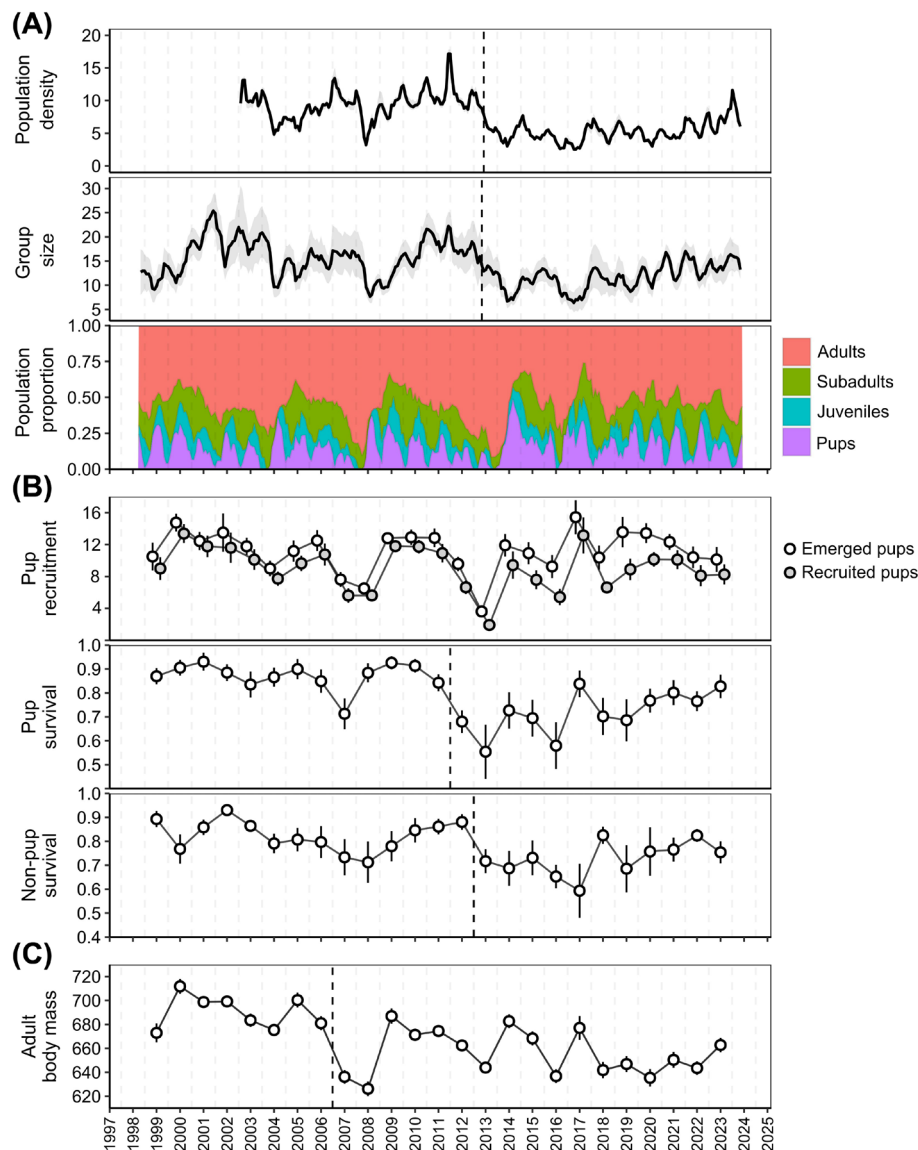 (A)
Population
density
20
15
10
5
0
Group
size
30
25
20
15
10
5
Population
proportion
1.00
0.75
0.50
0.25
0.00
Adults
Subadults
Juveniles
Pups
(B)
Pup
recruitment
16
12
8
4
Emerged pups
Recruited pups
Pup
survival
1.0
0.9
0.8
0.7
0.6
0.5
Non-pup
survival
1.0
0.9
0.8
0.7
0.6
0.5
0.4
(C)
Adult
body mass
720
700
680
660
640
620
1997
1998
1999
2000
2001
2002
2003
2004
2005
2006
2007
2008
2009
2010
2011
2012
2013
2014
2015
2016
2017
2018
2019
2020
2021
2022
2023
2024
2025